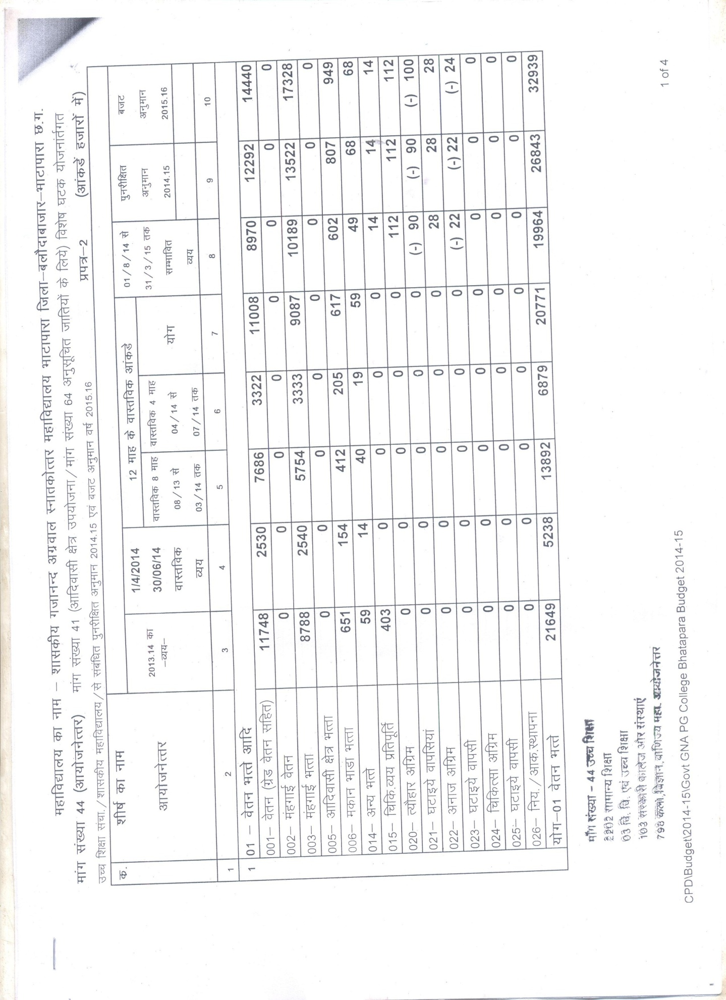 महाविद्यालय का नाम – शासकीय गजानन्द अग्रवाल स्नातकोत्तर महाविद्यालय भाटापारा जिला–बलौदाबाजार–भाटापारा छ.ग.
मांग संख्या 44 (आयोजनेत्तर) मांग संख्या 41 (आदिवासी क्षेत्र उपयोजना/मांग संख्या 64 अनुसूचित जातियों के लिये) विशेष घटक योजनांर्तगत
उच्च शिक्षा संचा./शासकीय महाविद्यालय/से संबंधित पुनरीक्षित अनुमान 2014.15 एवं बजट अनुमान वर्ष 2015.16 प्रपत्र–2 (आंकडें हजारों में)
क. शीर्ष का नाम 1/4/2014 12 माह के वास्तविक आंकडे 01/8/14 से पुनरीक्षित बजट
आयोजनेत्तर 2013.14 का 30/06/14 वास्तविक 8 माह वास्तविक 4 माह योग 31/3/15 तक अनुमान अनुमान
–व्यय– वास्तविक 08/13 से 04/14 से सम्भावित 2014.15 2015.16
व्यय 03/14 तक 07/14 तक व्यय
1 2 3 4 5 6 7 8 9 10
1 01 – वेतन भत्ते आदि
001– वेतन (ग्रेड वेतन सहित) 11748 2530 7686 3322 11008 8970 12292 14440
002– मंहगाई वेतन 0 0 0 0 0 0 0 0
003– मंहगाई भत्ता 8788 2540 5754 3333 9087 10189 13522 17328
005– आदिवासी क्षेत्र भत्ता 0 0 0 0 0 0 0 0
006– मकान भाडा भत्ता 651 154 412 205 617 602 807 949
014– अन्य भत्ते 59 14 40 19 59 49 68 68
015– चिकि.व्यय प्रतिपूर्ति 403 0 0 0 0 14 14 14
020– त्यौहार अग्रिम 0 0 0 0 0 112 112 112
021– घटाइये वापसियां 0 0 0 0 0 (-) 90 (-) 90 (-) 100
022– अनाज अग्रिम 0 0 0 0 0 28 28 28
023– घटाइये वापसी 0 0 0 0 0 (-) 22 (-) 22 (-) 24
024– चिकित्सा अग्रिम 0 0 0 0 0 0 0 0
025– घटाइये वापसी 0 0 0 0 0 0 0 0
026– निय./आक.स्थापना 0 0 0 0 0 0 0 0
योग–01 वेतन भत्ते 21649 5238 13892 6879 20771 19964 26843 32939
माँग संख्या – 44 उच्च शिक्षा
2202 सामान्य शिक्षा
03 वि. वि. एवं उच्च शिक्षा
103 सरकारी कालेज और संस्थाएं
798 कला,विज्ञान,वाणिज्य महा. आयोजनेत्तर
CPD\Budget\2014-15\Govt GNA PG College Bhatapara Budget 2014-15
1 of 4